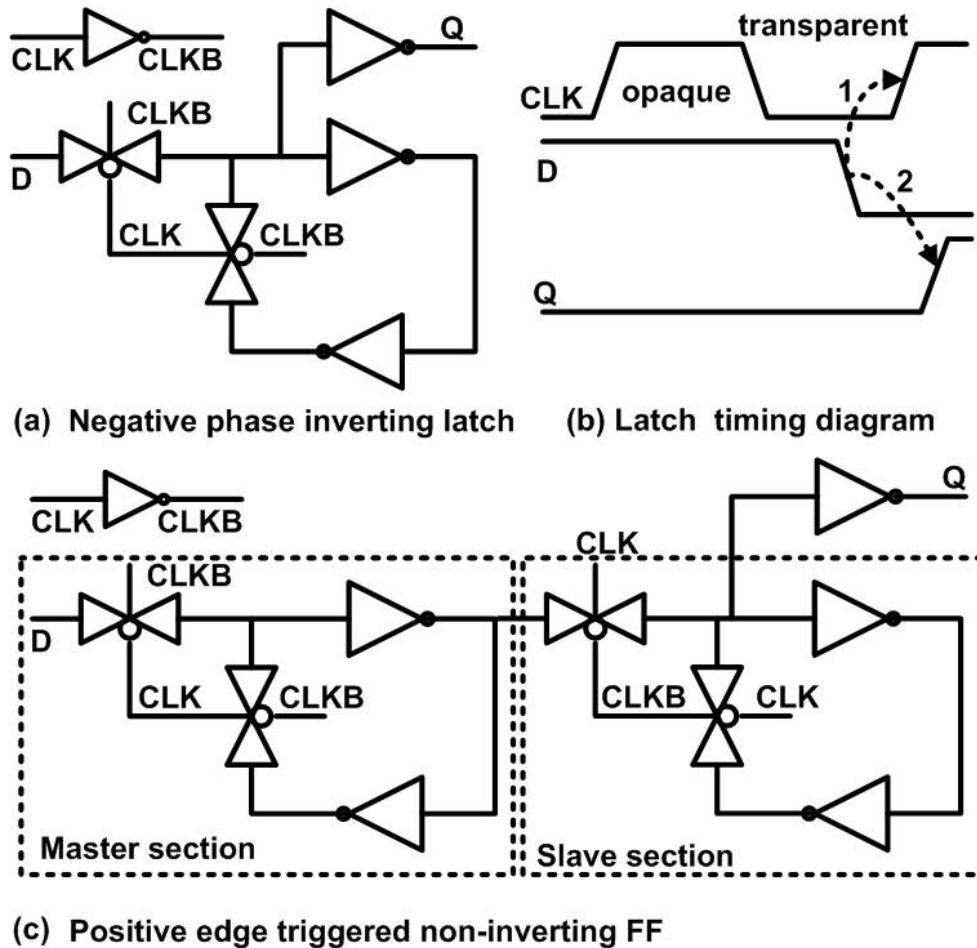 CLK
CLKB
Q
CLKB
D
CLK
CLKB
(a) Negative phase inverting latch
transparent
CLK
opaque
1
D
2
Q
(b) Latch timing diagram
CLK
CLKB
Q
CLKB
D
CLK
CLKB
Master section
CLK
CLKB
CLK
Slave section
(c) Positive edge triggered non-inverting FF